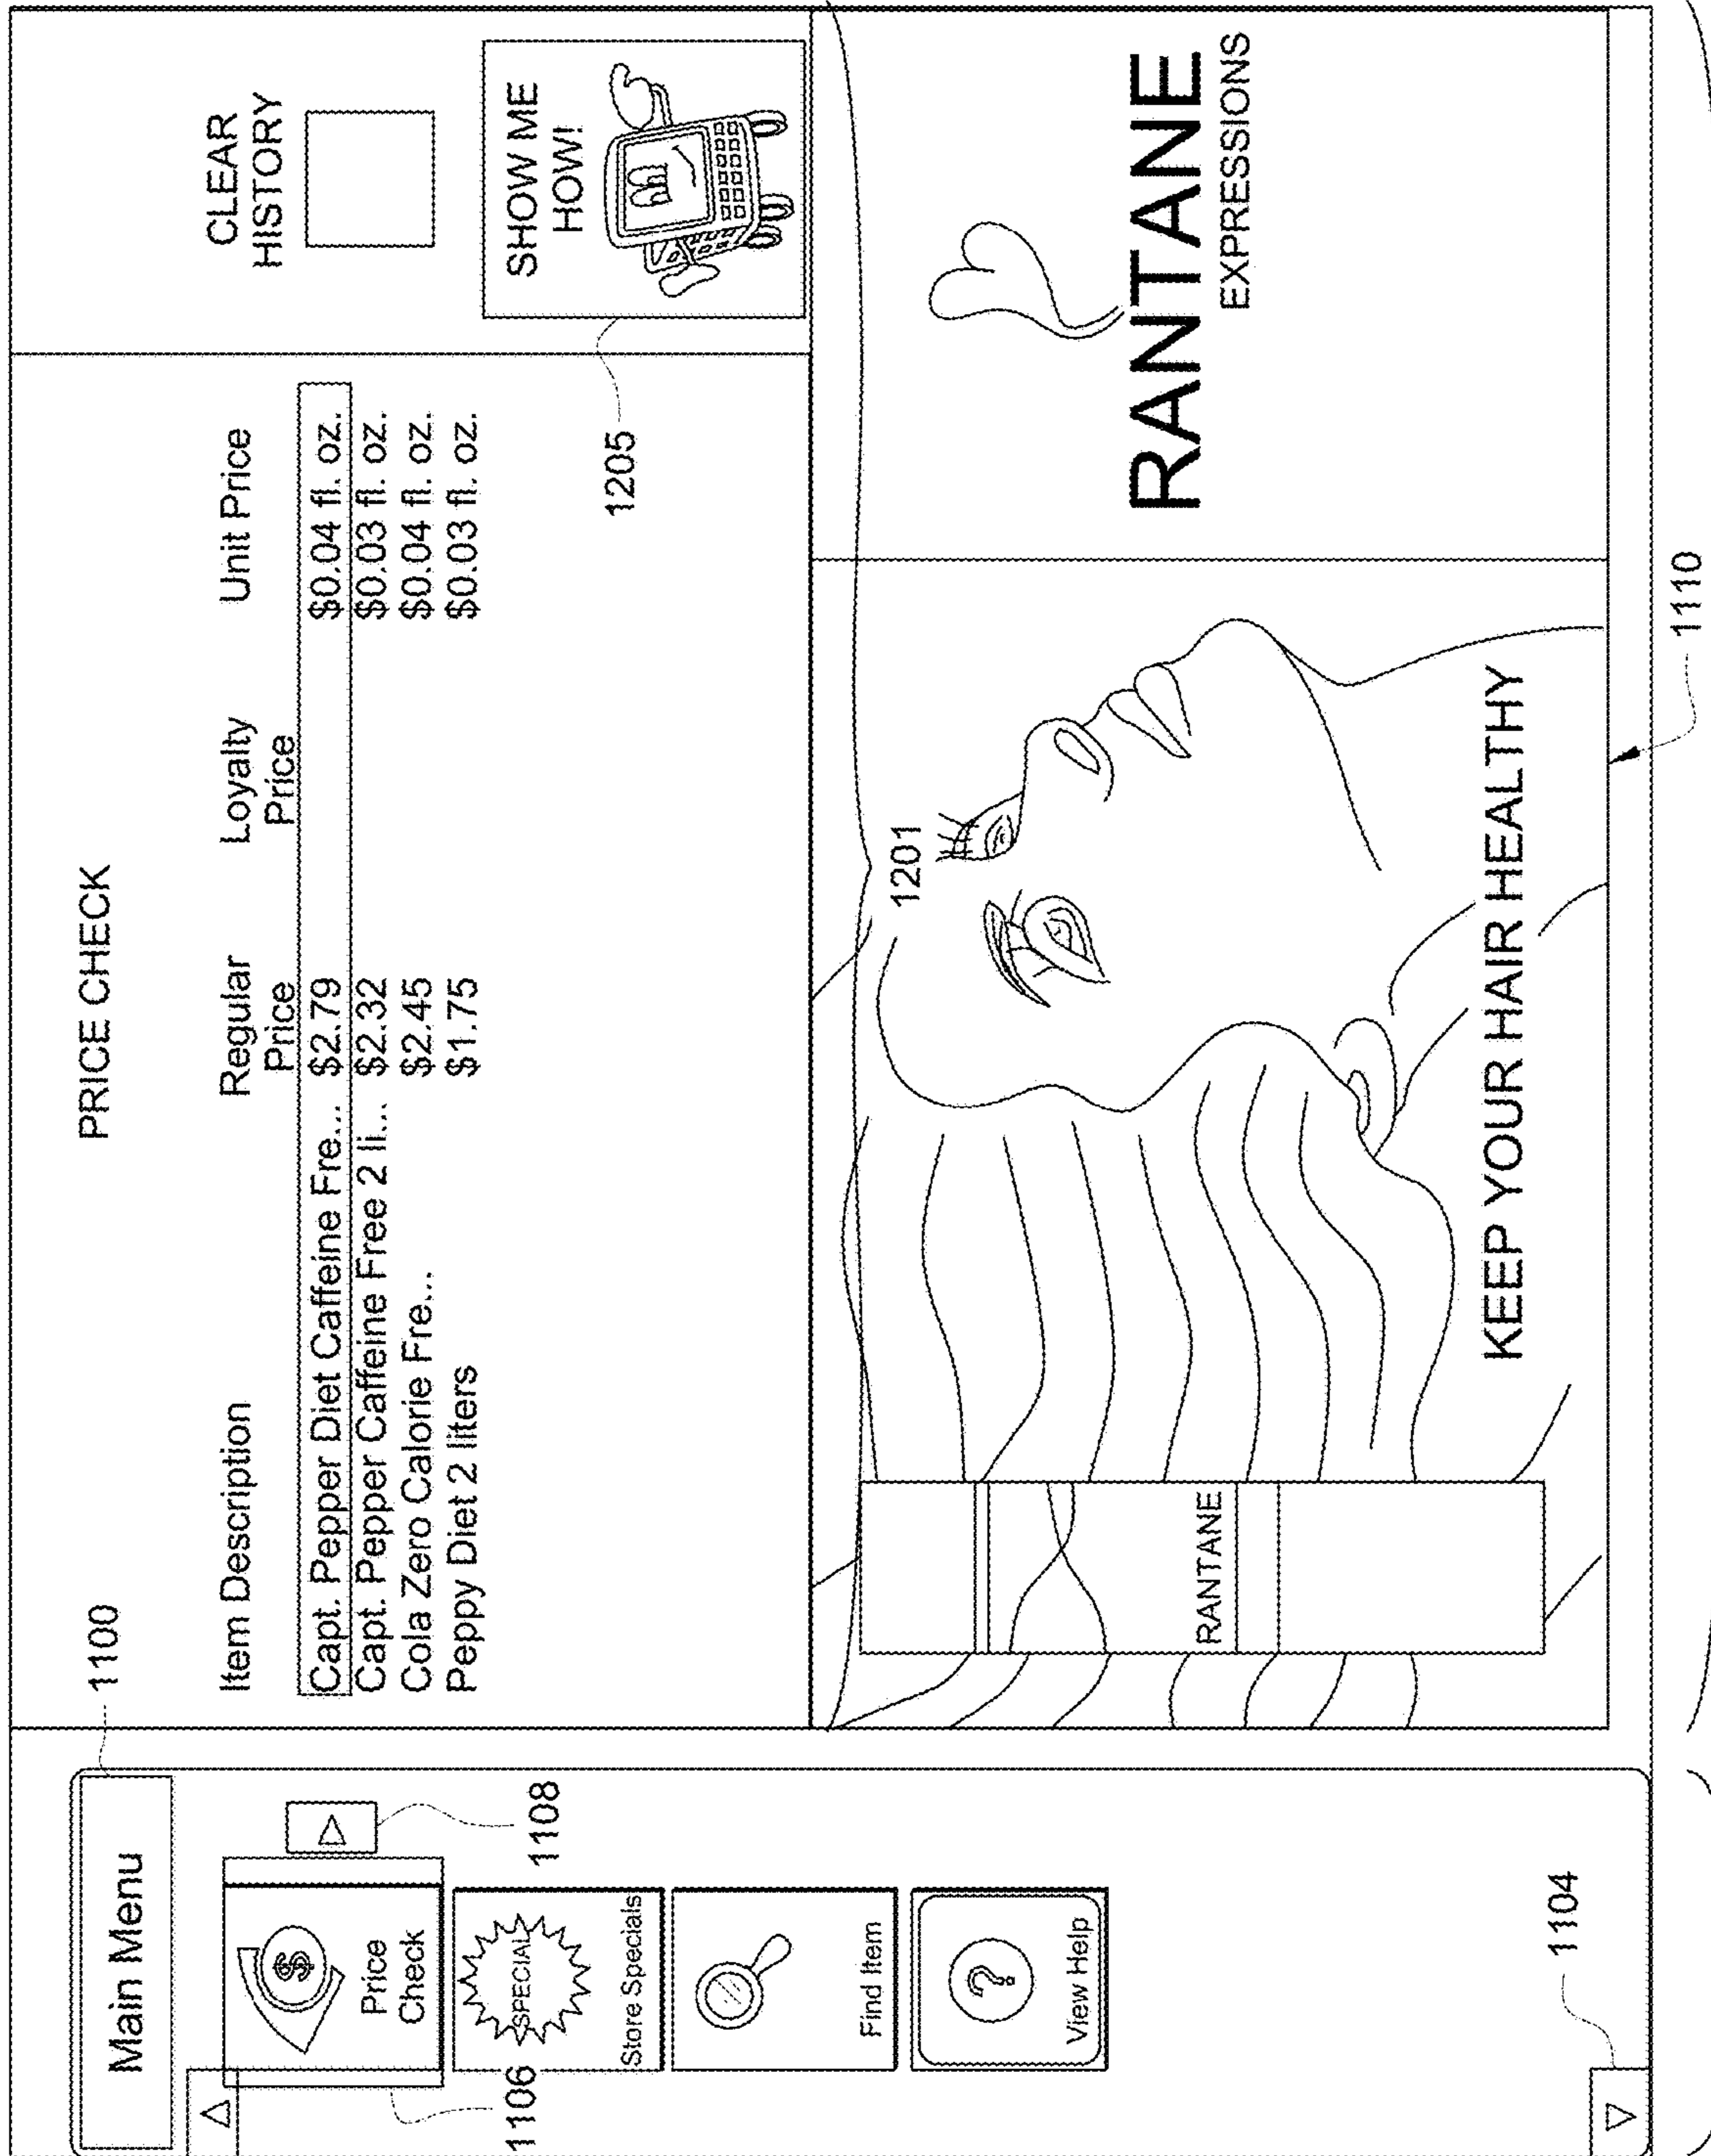 1100
Main Menu
Price
Check
1106
1108
SPECIAL
Store Specials
Find Item
View Help
1104
PRICE CHECK
Item Description Regular Price Loyalty Price Unit Price
Capt. Pepper Diet Caffeine Fre... $2.79 $0.04 fl. oz.
Capt. Pepper Caffeine Free 2 li... $2.32 $0.03 fl. oz.
Cola Zero Calorie Fre... $2.45 $0.04 fl. oz.
Peppy Diet 2 liters $1.75 $0.03 fl. oz.
CLEAR
HISTORY
SHOW ME
HOW!
1205
1201
RANTANE
KEEP YOUR HAIR HEALTHY
RANTANE
EXPRESSIONS
1110